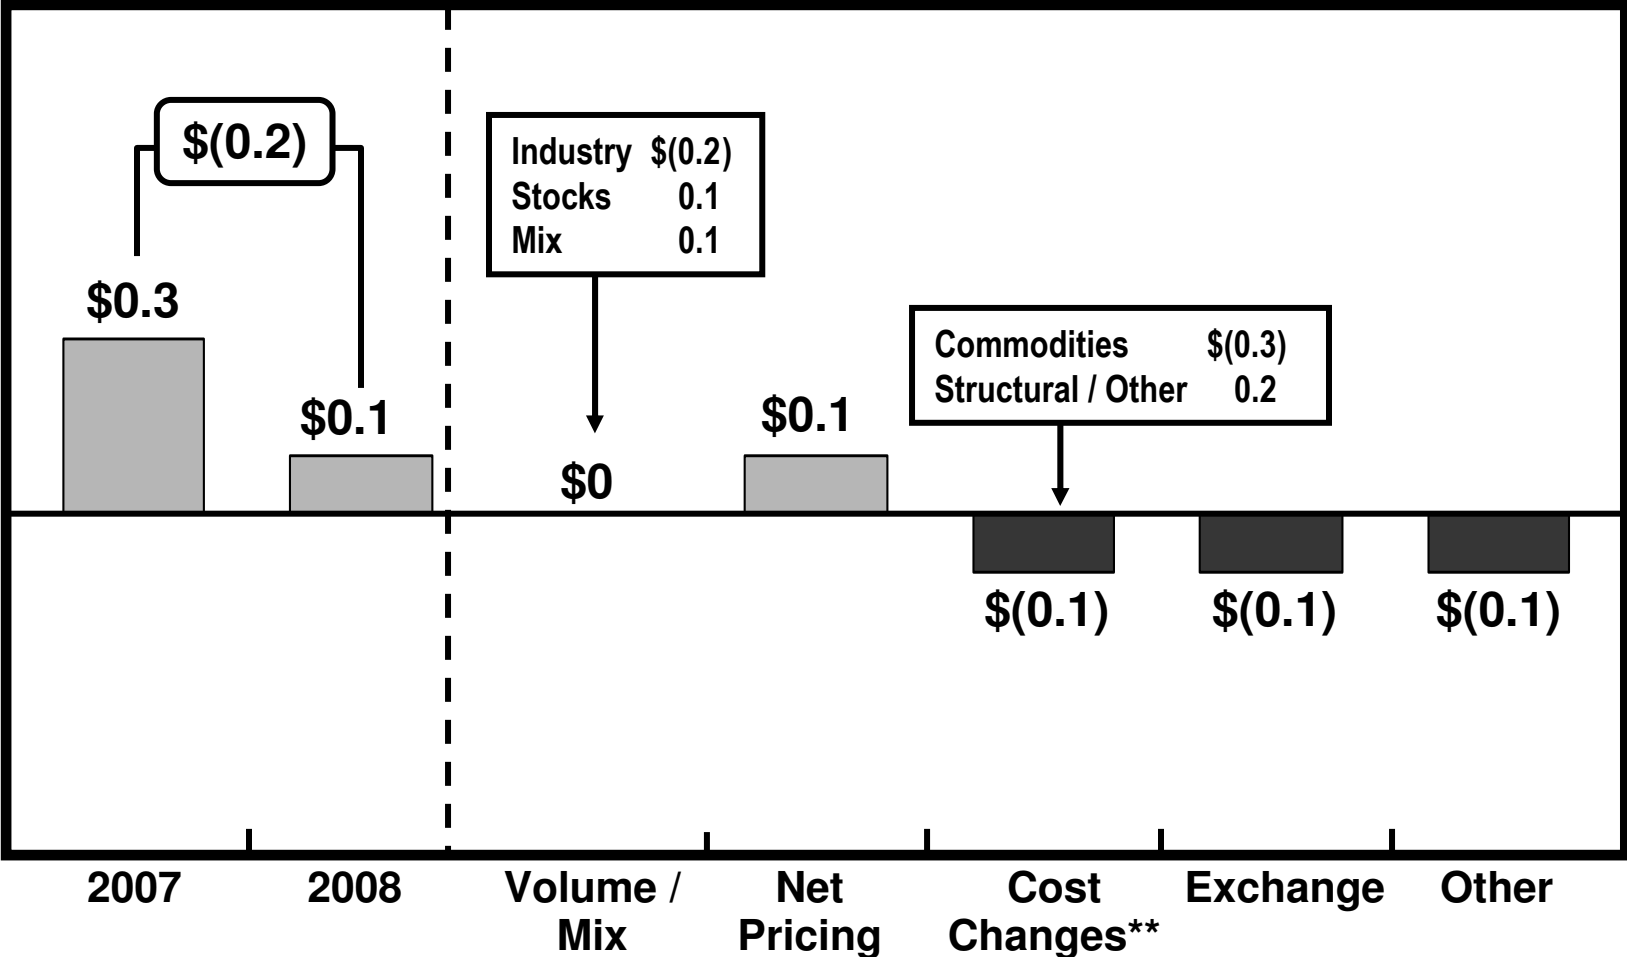 $(0.2)
Industry $(0.2)
Stocks 0.1
Mix 0.1
$0.3
Commodities $(0.3)
Structural / Other 0.2
$0.1
$0.1
$0
$(0.1)
$(0.1)
$(0.1)
2007
2008
Volume /
Mix
Net
Pricing
Cost
Changes**
Exchange
Other